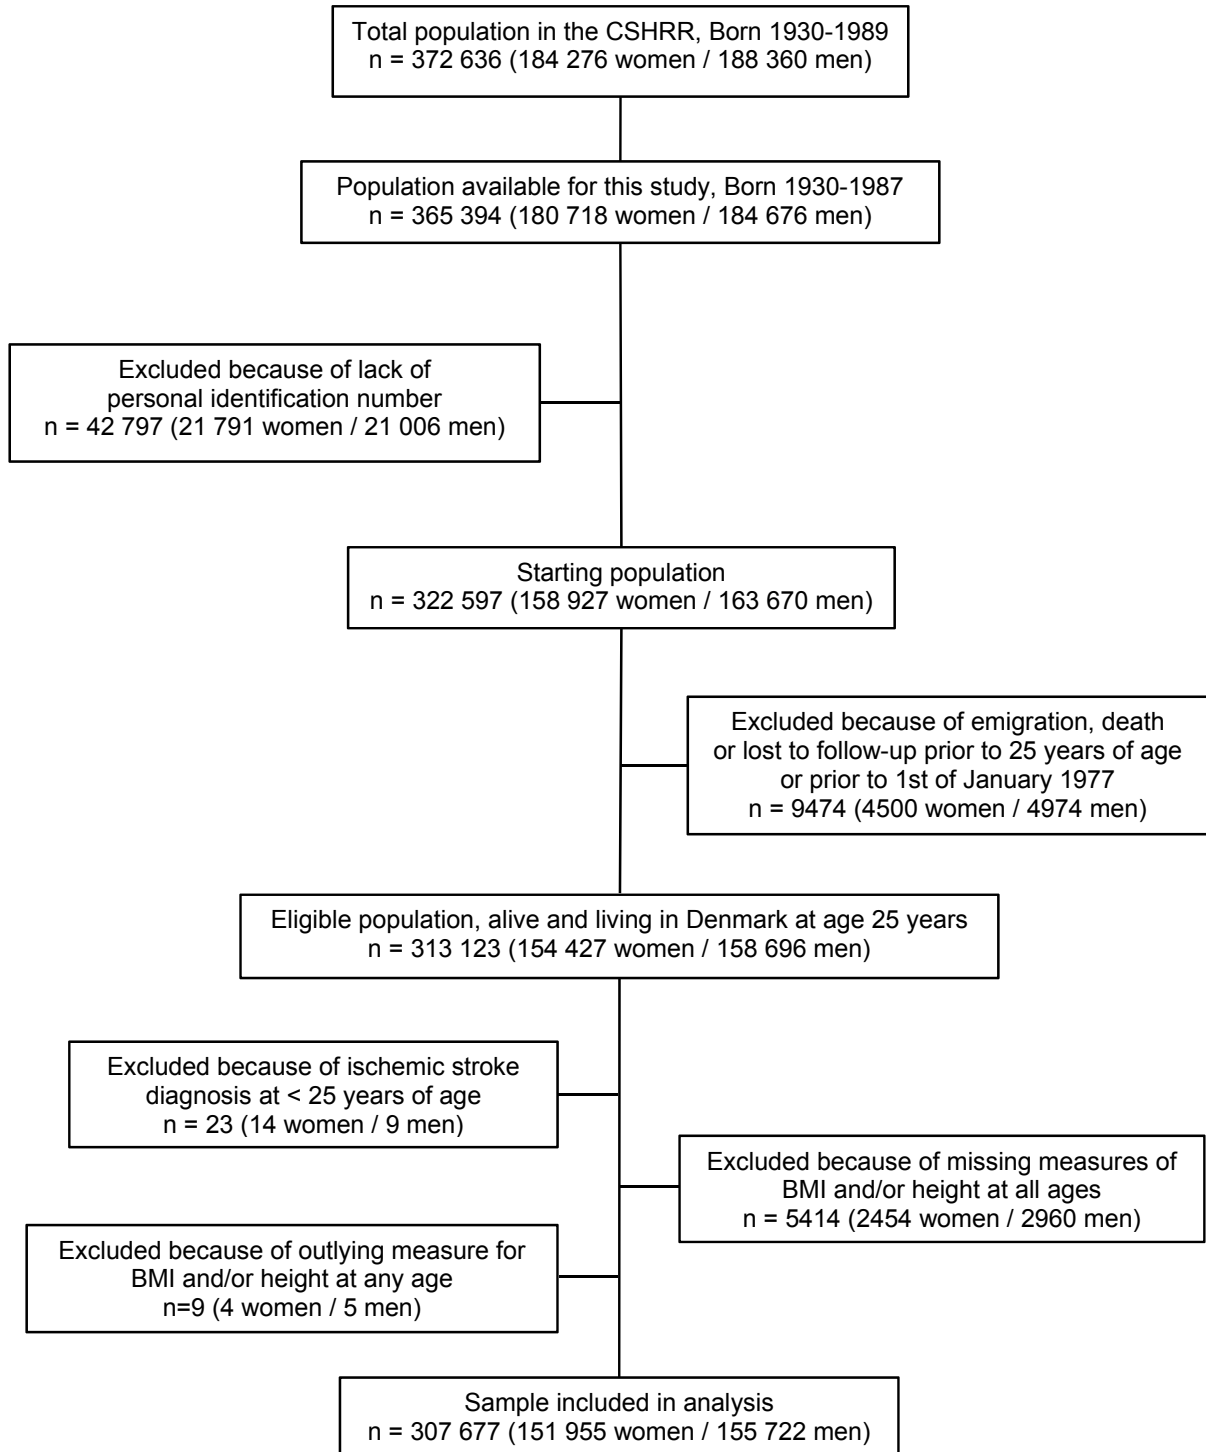 Total population in the CSHRR, Born 1930-1989
n = 372 636 (184 276 women / 188 360 men)
Population available for this study, Born 1930-1987
n = 365 394 (180 718 women / 184 676 men)
Excluded because of lack of
personal identification number
n = 42 797 (21 791 women / 21 006 men)
Starting population
n = 322 597 (158 927 women / 163 670 men)
Excluded because of emigration, death
or lost to follow-up prior to 25 years of age
or prior to 1st of January 1977
n = 9474 (4500 women / 4974 men)
Eligible population, alive and living in Denmark at age 25 years
n = 313 123 (154 427 women / 158 696 men)
Excluded because of ischemic stroke
diagnosis at < 25 years of age
n = 23 (14 women / 9 men)
Excluded because of missing measures of
BMI and/or height at all ages
n = 5414 (2454 women / 2960 men)
Excluded because of outlying measure for
BMI and/or height at any age
n=9 (4 women / 5 men)
Sample included in analysis
n = 307 677 (151 955 women / 155 722 men)